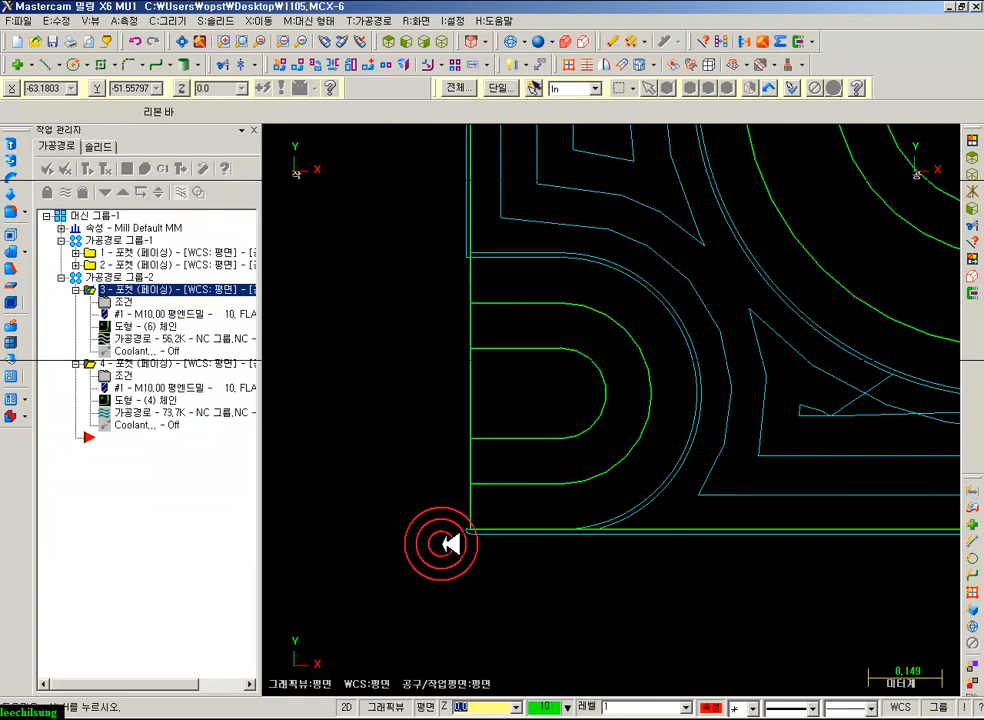 Mastercam 밀링 X6 MU1 C:\Users\opst\Desktop\1105,MCX-6
F:파일 E:수정 V:뷰 A:측정 C:그리기 S:솔리드 X:이동 M:머신 형태 T:가공경로 R:화면 I:설정 H:도움말
X -63.1803 Y -51.55797 Z 0.0 전체... 단일... In
리본 바
작업 관리자
가공경로 솔리드
G1
머신 그룹-1
속성 - Mill Default MM
가공경로 그룹-1
1 - 포켓 (페이싱) - [WCS: 평면] -
2 - 포켓 (페이싱) - [WCS: 평면] -
가공경로 그룹-2
3 - 포켓 (페이싱) - [WCS: 평면] -
조건
#1 - M10,00 평엔드밀 - 10, FLA
도형 - (6) 체인
가공경로 - 56,2K - NC 그룹,NC
Coolant,,, - Off
4 - 포켓 (페이싱) - [WCS: 평면] -
조건
#1 - M10,00 평엔드밀 - 10, FLA
도형 - (4) 체인
가공경로 - 73,7K - NC 그룹,NC
Coolant,,, - Off
Y
X
작
Y
X
공
Y
X
그래픽뷰:평면 WCS:평면 공구/작업평면:평면
8,149
미터계
누르시오.
2D 그래픽뷰 평면 Z 0.0 10 레벨 1 속성 WCS 그룹 ! ?
leechilsung